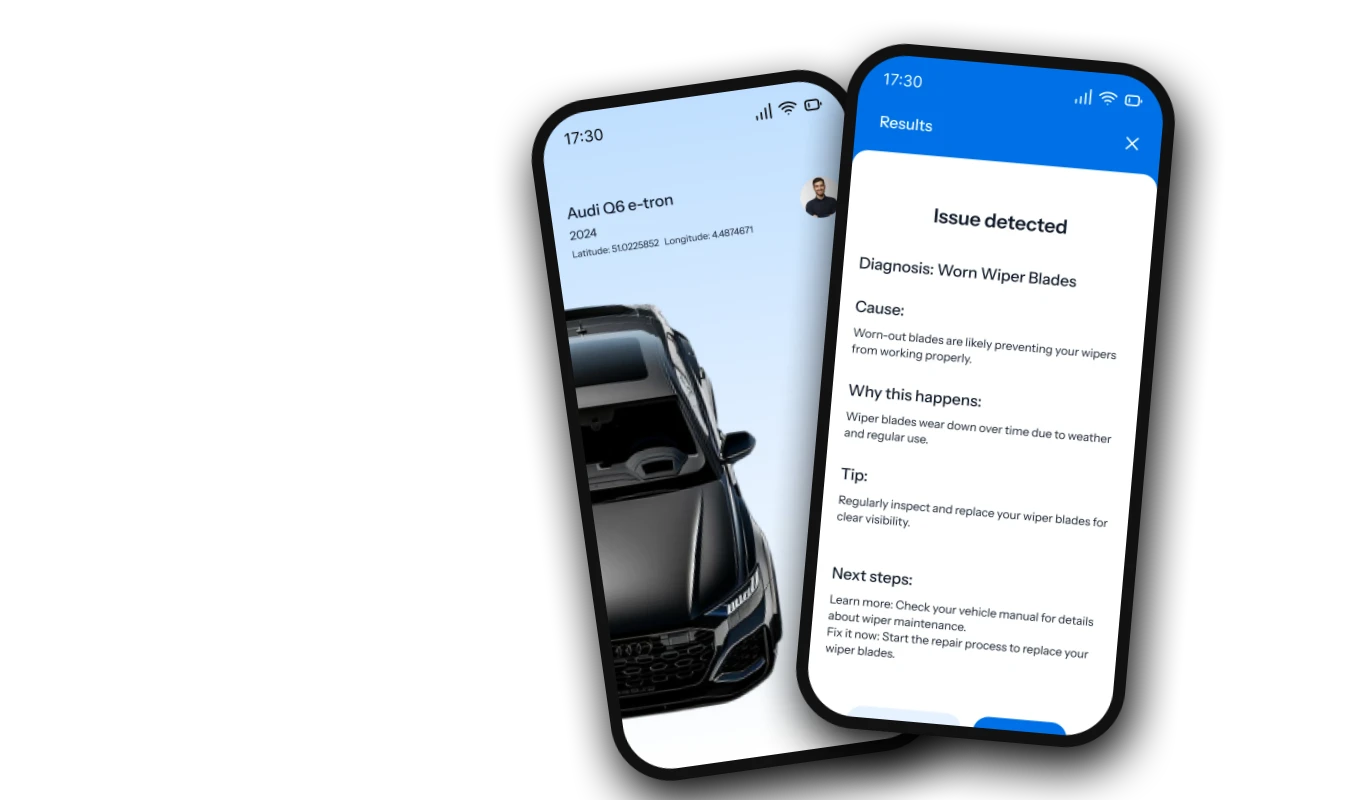 17:30
Audi Q6 e-tron
2024
Latitude: 51.0225852 Longitude: 4.4874671
17:30
Results
Issue detected
Diagnosis: Worn Wiper Blades
Cause:
Worn-out blades are likely preventing your wipers
from working properly.
Why this happens:
Wiper blades wear down over time due to weather
and regular use.
Tip:
Regularly inspect and replace your wiper blades for
clear visibility.
Next steps:
Learn more: Check your vehicle manual for details
about wiper maintenance.
Fix it now: Start the repair process to replace your
wiper blades.